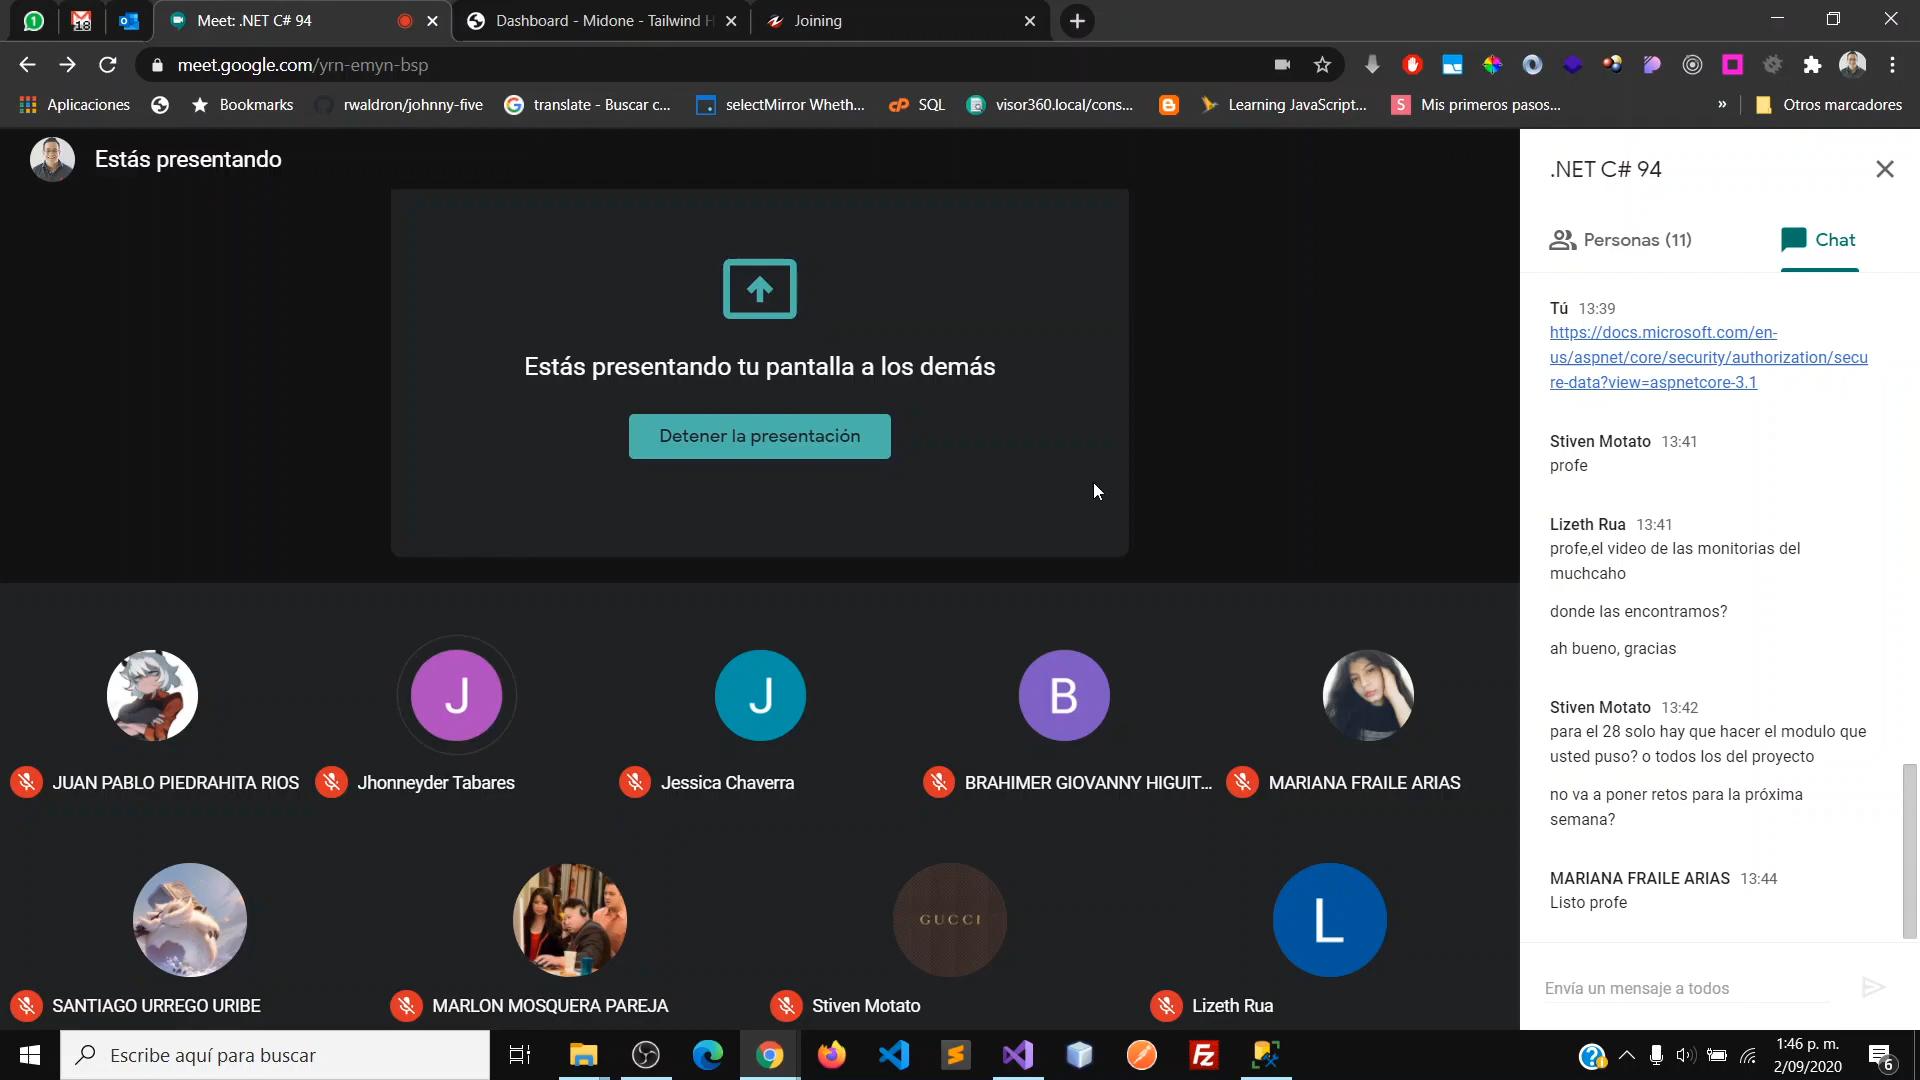 1
18
Meet: .NET C# 94
Dashboard - Midone - Tailwind H
Joining
meet.google.com/yrn-emyn-bsp
Aplicaciones
Bookmarks
rwaldron/johnny-five
translate - Buscar c...
selectMirror Wheth...
SQL
visor360.local/cons...
Learning JavaScript...
S
Mis primeros pasos...
»
Otros marcadores
Estás presentando
Estás presentando tu pantalla a los demás
Detener la presentación
J
J
B
JUAN PABLO PIEDRAHITA RIOS
Jhonneyder Tabares
Jessica Chaverra
BRAHIMER GIOVANNY HIGUIT...
MARIANA FRAILE ARIAS
GUCCI
L
SANTIAGO URREGO URIBE
MARLON MOSQUERA PAREJA
Stiven Motato
Lizeth Rua
.NET C# 94
Personas (11)
Chat
Tú 13:39
https://docs.microsoft.com/en-
us/aspnet/core/security/authorization/secu
re-data?view=aspnetcore-3.1
Stiven Motato 13:41
profe
Lizeth Rua 13:41
profe,el video de las monitorias del
muchcaho
donde las encontramos?
ah bueno, gracias
Stiven Motato 13:42
para el 28 solo hay que hacer el modulo que
usted puso? o todos los del proyecto
no va a poner retos para la próxima
semana?
MARIANA FRAILE ARIAS 13:44
Listo profe
Envía un mensaje a todos
Escribe aquí para buscar
Fz
1:46 p. m.
2/09/2020
6